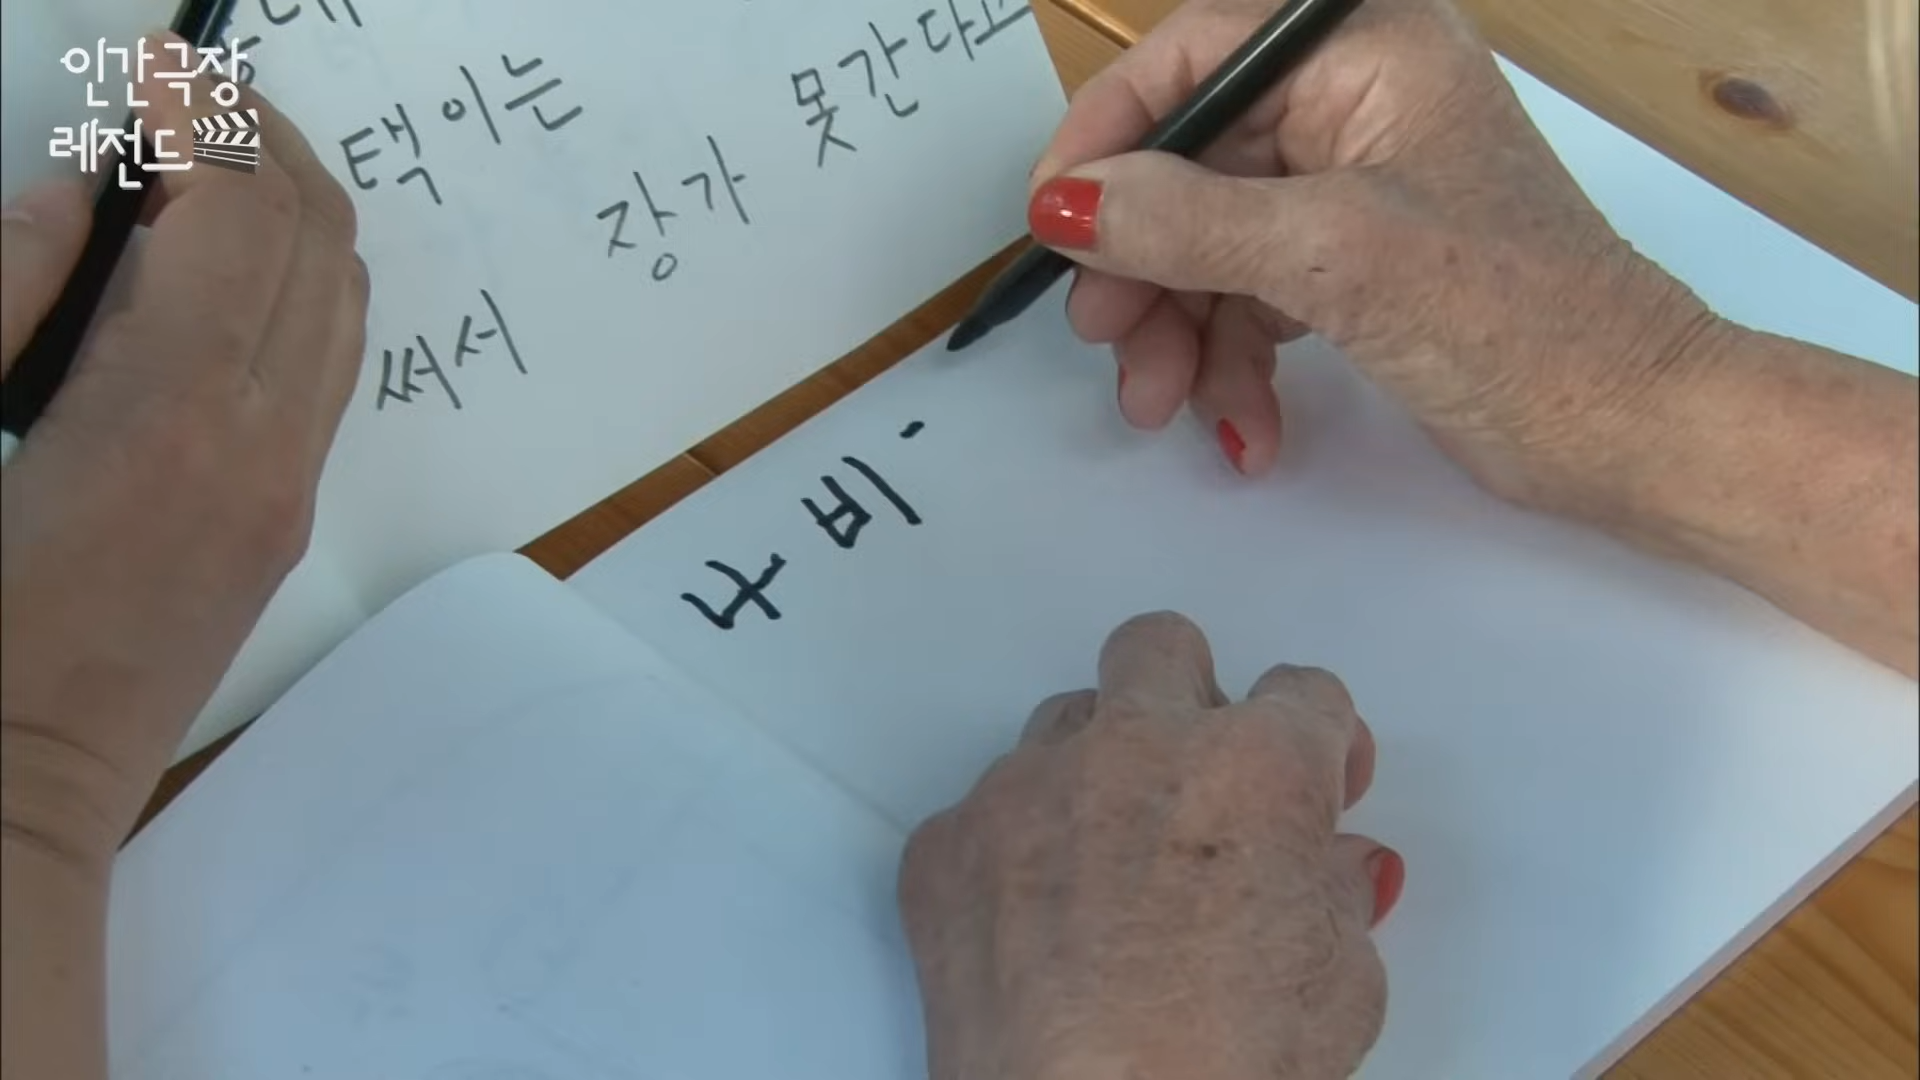 인간극장
레전드
택이는
장가 못간다고
써서
나비